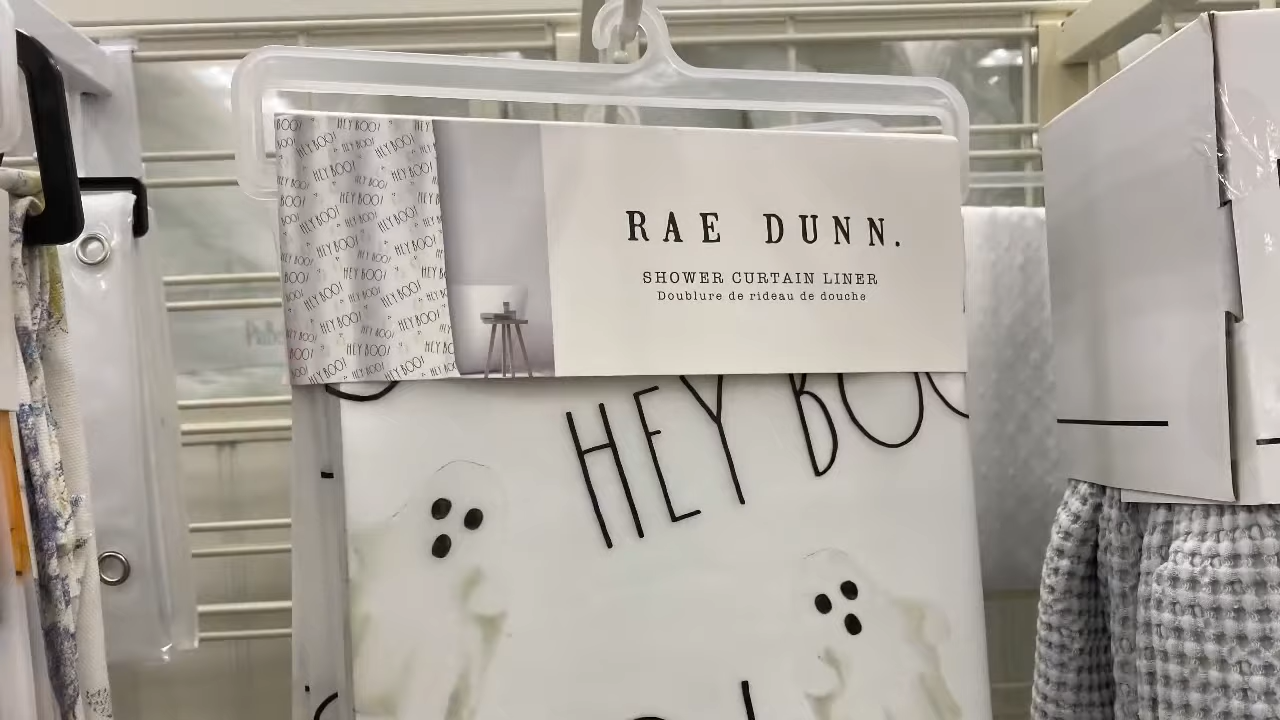 RAE DUNN.
SHOWER CURTAIN LINER
Doublure de rideau de douche
HEY BOO!
HEY BOO